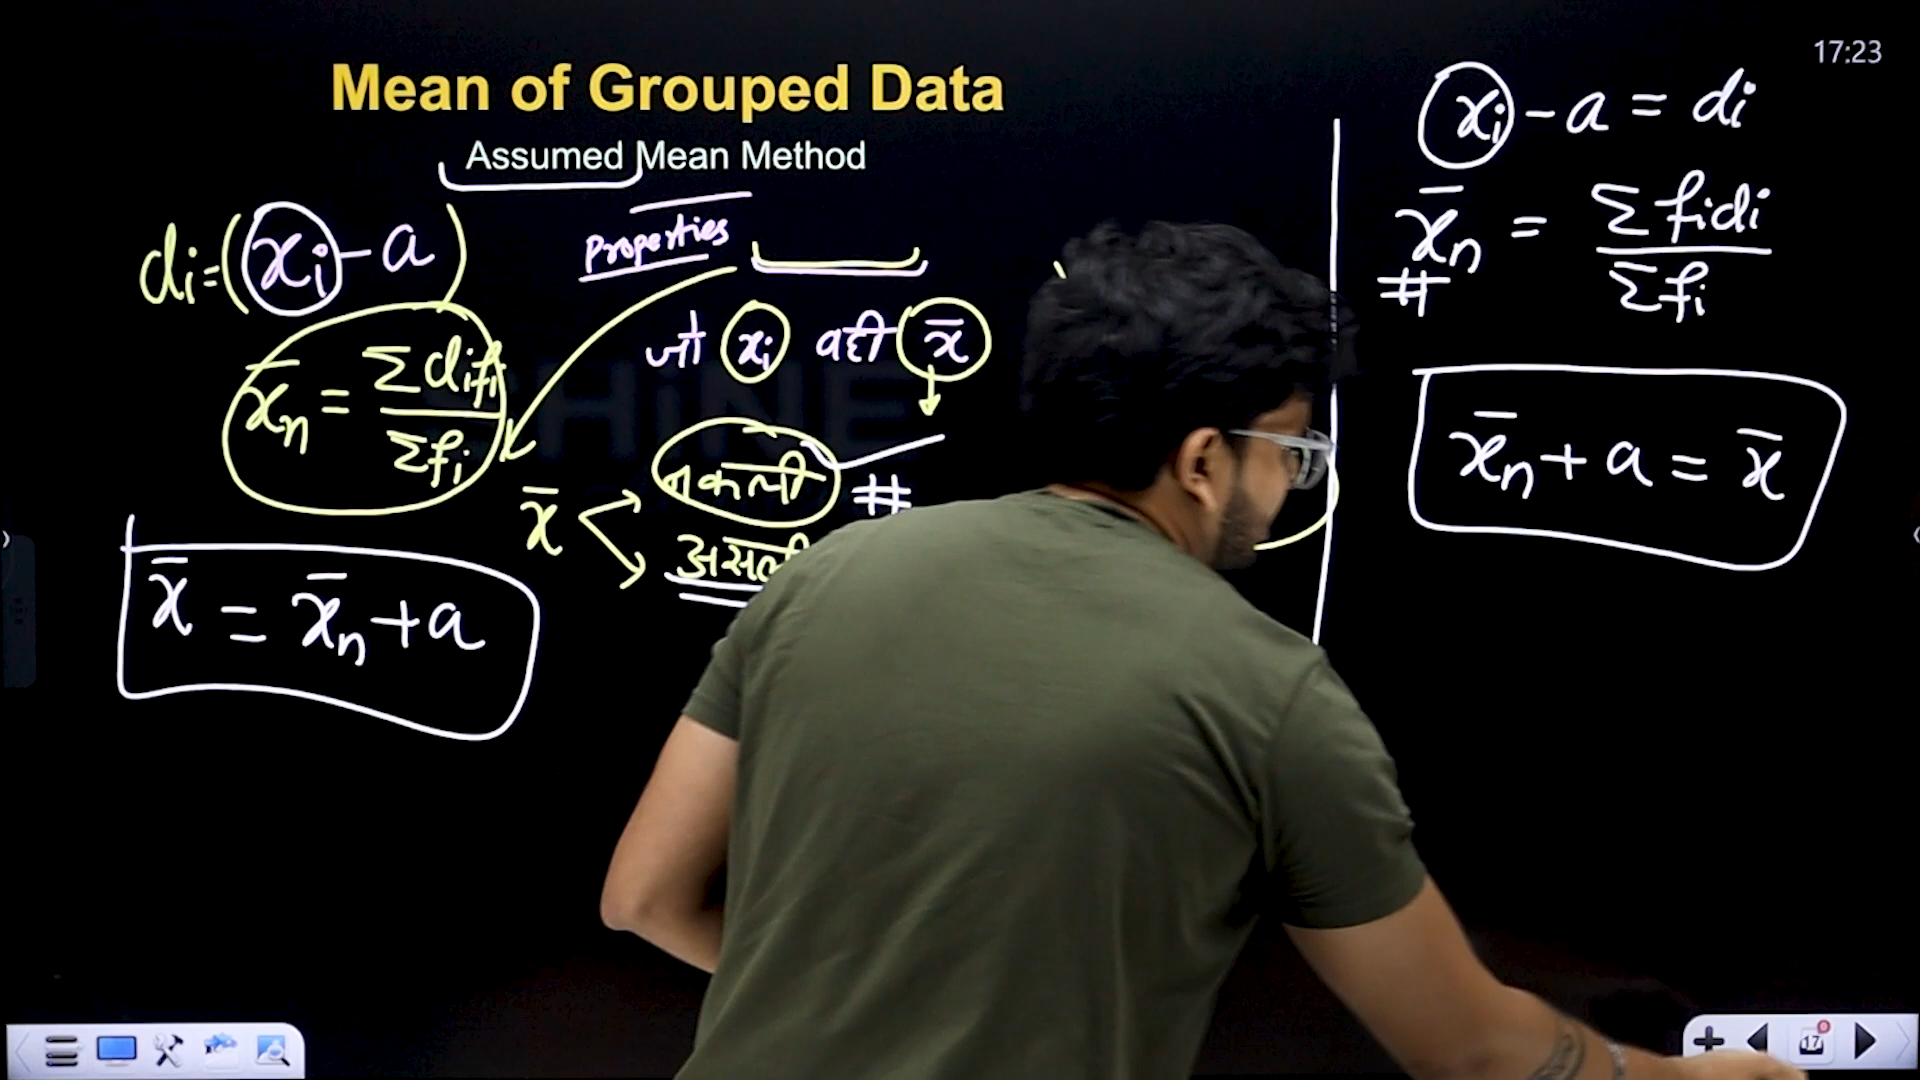 17:23
Mean of Grouped Data
Assumed Mean Method
di=(xi-a)
x̄n = Σdifi / Σfi
x̄ = x̄n+a
Properties
जो xi वही x̄
x̄
नकली #
xi-a = di
x̄n = Σfidi / Σfi
#
x̄n+a = x̄
17